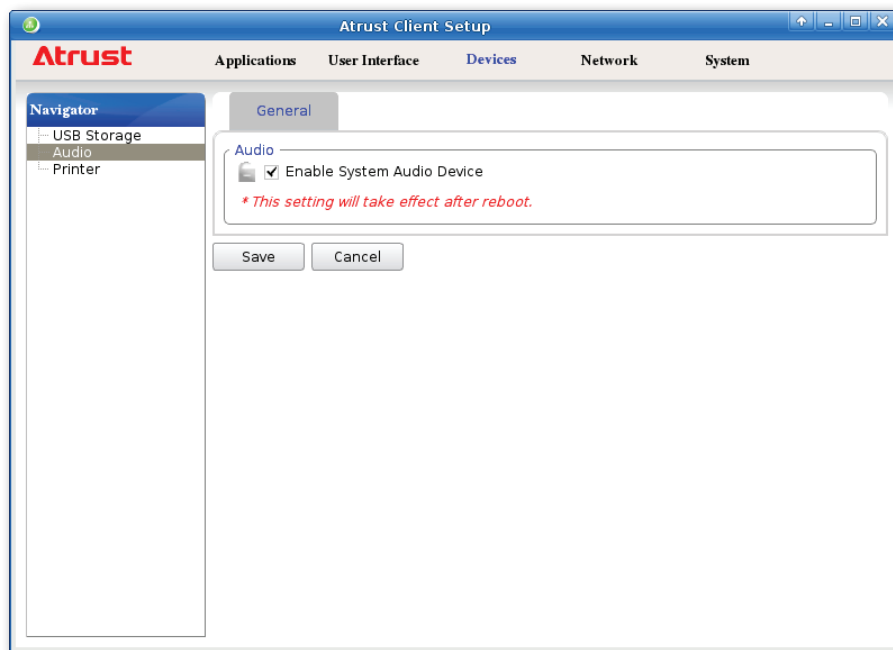 Atrust Client Setup
Atrust
Applications User Interface Devices Network System
Navigator
USB Storage
Audio
Printer
General
Audio
Enable System Audio Device
* This setting will take effect after reboot.
Save Cancel